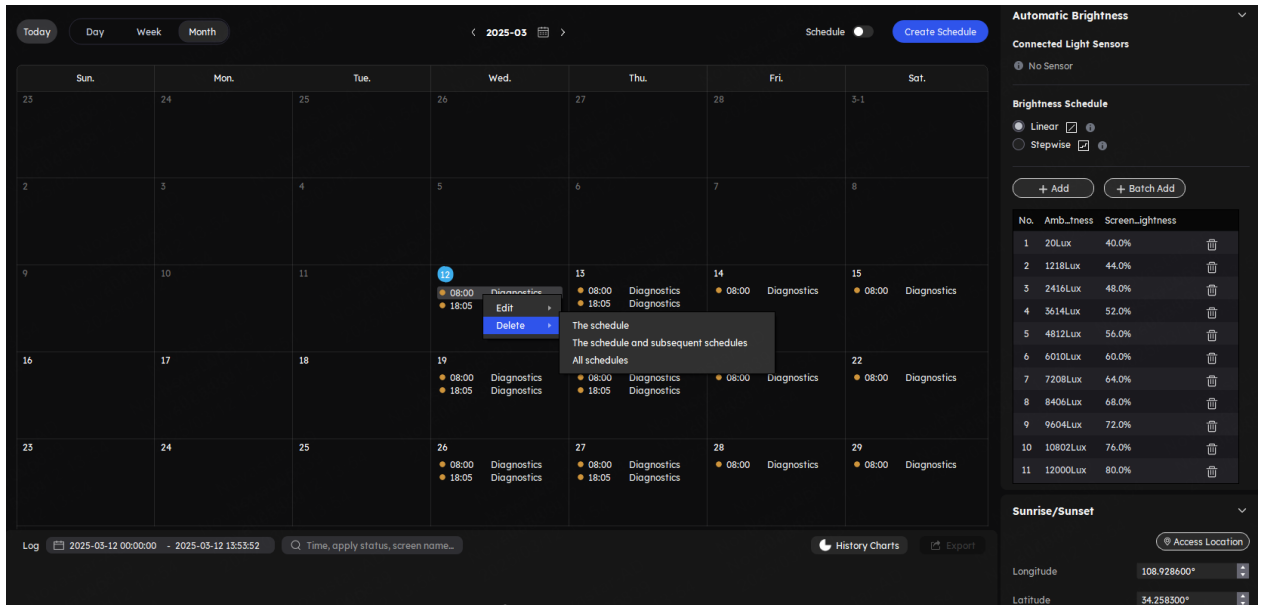 Today Day Week Month 2025-03 Schedule Create Schedule
Sun. Mon. Tue. Wed. Thu. Fri. Sat.
23 24 25 26 27 28 3-1
2 3 4 5 6 7 8
9 10 11 12 13 14 15
08:00 Diagnostics 08:00 Diagnostics 08:00 Diagnostics 08:00 Diagnostics
18:05 18:05 Diagnostics
Edit
Delete
The schedule
The schedule and subsequent schedules
All schedules
16 17 18 19 22
08:00 Diagnostics 08:00 Diagnostics 08:00 Diagnostics 08:00 Diagnostics
18:05 Diagnostics 18:05 Diagnostics
23 24 25 26 27 28 29
08:00 Diagnostics 08:00 Diagnostics 08:00 Diagnostics 08:00 Diagnostics
18:05 Diagnostics 18:05 Diagnostics
Log 2025-03-12 00:00:00 - 2025-03-12 13:53:52 Time, apply status, screen name... History Charts Export
Automatic Brightness
Connected Light Sensors
No Sensor
Brightness Schedule
Linear
Stepwise
+ Add + Batch Add
No. Amb...tness Screen...ightness
1 20Lux 40.0%
2 1218Lux 44.0%
3 2416Lux 48.0%
4 3614Lux 52.0%
5 4812Lux 56.0%
6 6010Lux 60.0%
7 7208Lux 64.0%
8 8406Lux 68.0%
9 9604Lux 72.0%
10 10802Lux 76.0%
11 12000Lux 80.0%
Sunrise/Sunset
Access Location
Longitude 108.928600°
Latitude 34.258300°